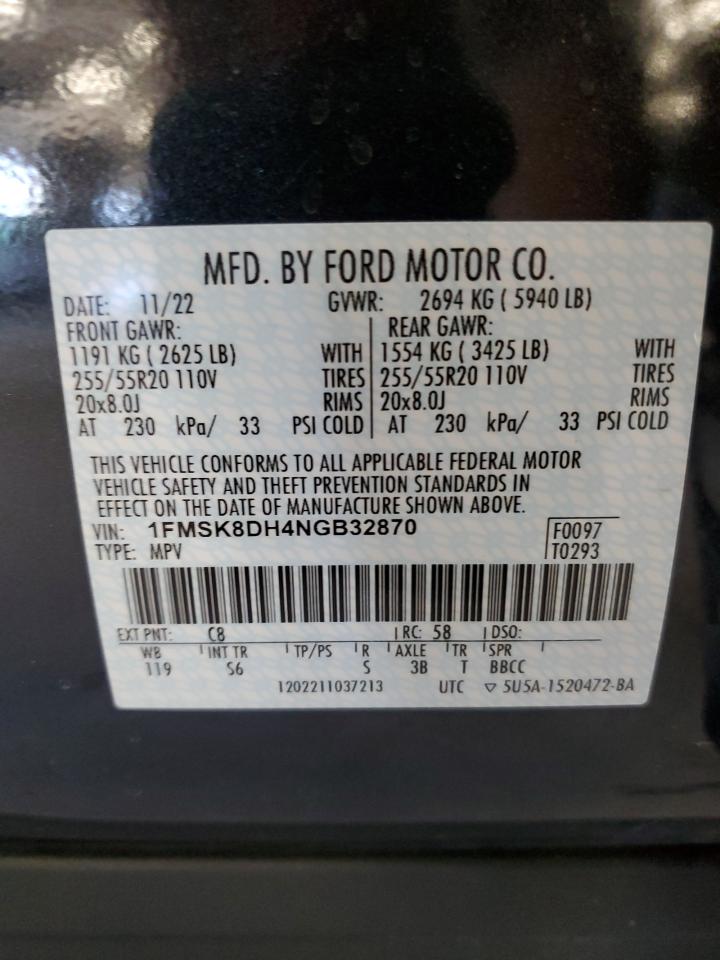 MFD. BY FORD MOTOR CO.
DATE: 11/22 GVWR: 2694 KG ( 5940 LB)
FRONT GAWR: REAR GAWR:
1191 KG ( 2625 LB) WITH 1554 KG ( 3425 LB) WITH
255/55R20 110V TIRES 255/55R20 110V TIRES
20x8.0J RIMS 20x8.0J RIMS
AT 230 kPa/ 33 PSI COLD AT 230 kPa/ 33 PSI COLD
THIS VEHICLE CONFORMS TO ALL APPLICABLE FEDERAL MOTOR
VEHICLE SAFETY AND THEFT PREVENTION STANDARDS IN
EFFECT ON THE DATE OF MANUFACTURE SHOWN ABOVE.
VIN: 1FMSK8DH4NGB32870 F0097
TYPE: MPV T0293
EXT PNT: C8 RC: 58 DSO:
WB INT TR TP/PS R AXLE TR SPR
119 S6 S 3B T BBCC
1202211037213 UTC ▽ 5U5A-1520472-BA